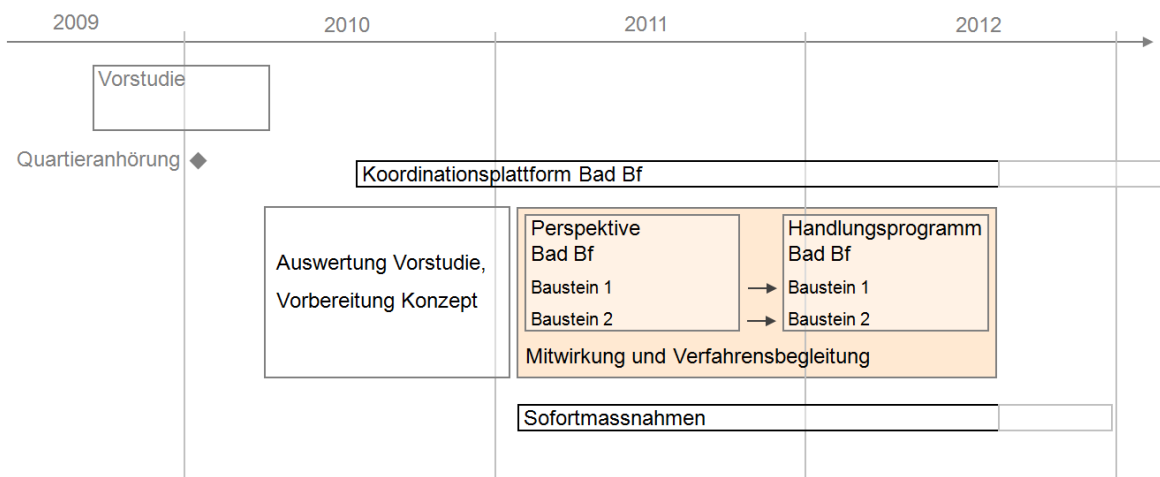 2009
2010
2011
2012
Vorstudie
Quartieranhörung
Koordinationsplattform Bad Bf
Auswertung Vorstudie,
Vorbereitung Konzept
Perspektive
Bad Bf
Baustein 1
Baustein 2
Handlungsprogramm
Bad Bf
Baustein 1
Baustein 2
Mitwirkung und Verfahrensbegleitung
Sofortmassnahmen